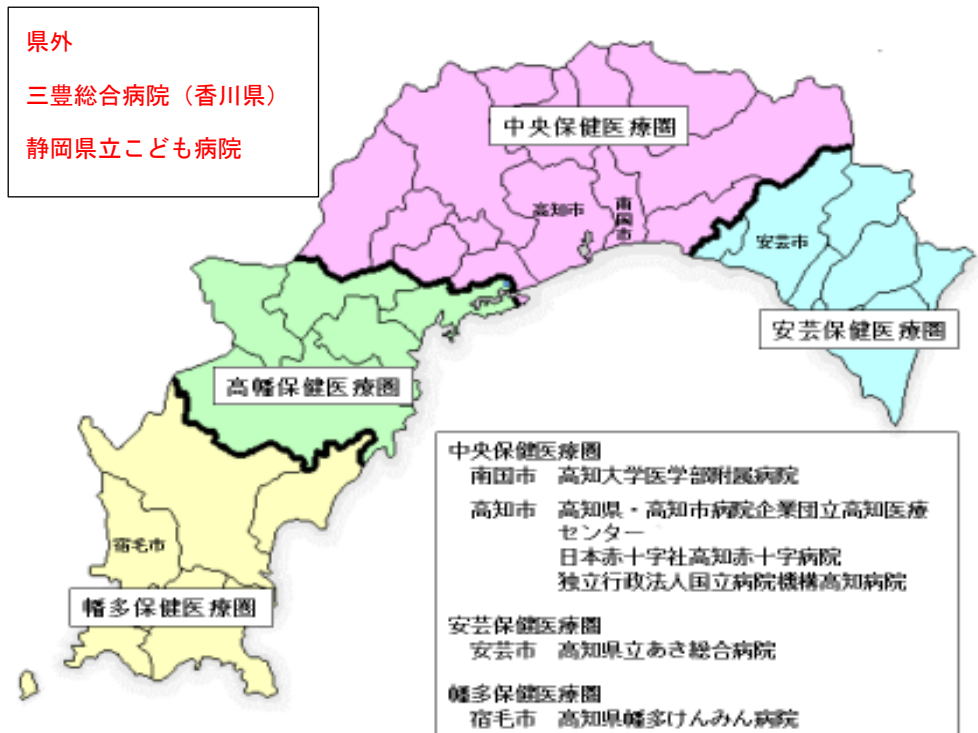 県外
三豊総合病院（香川県）
静岡県立こども病院
中央保健医療圏
高知市
南国市
安芸市
安芸保健医療圏
高幡保健医療圏
宿毛市
幡多保健医療圏
中央保健医療圏
南国市　高知大学医学部附属病院
高知市　高知県・高知市病院企業団立高知医療
センター
日本赤十字社高知赤十字病院
独立行政法人国立病院機構高知病院
安芸保健医療圏
安芸市　高知県立あき総合病院
幡多保健医療圏
宿毛市　高知県幡多けんみん病院